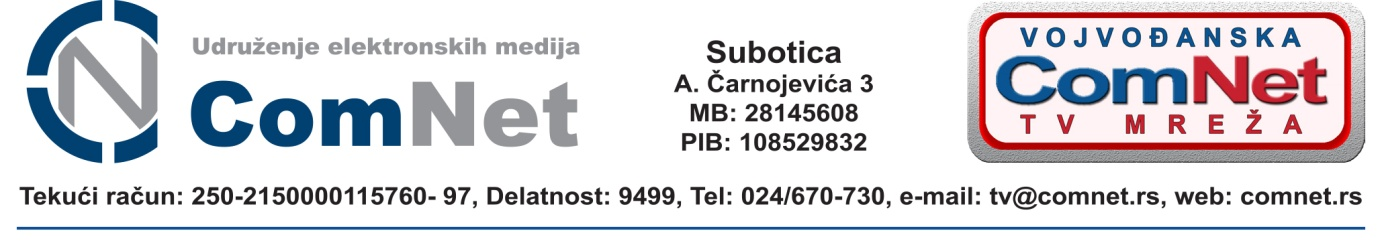 Udruženje elektronskih medija
ComNet
Subotica
A. Čarnojevića 3
MB: 28145608
PIB: 108529832
VOJVOĐANSKA
ComNet
TV MREŽA
Tekući račun: 250-2150000115760- 97, Delatnost: 9499, Tel: 024/670-730, e-mail: tv@comnet.rs, web: comnet.rs